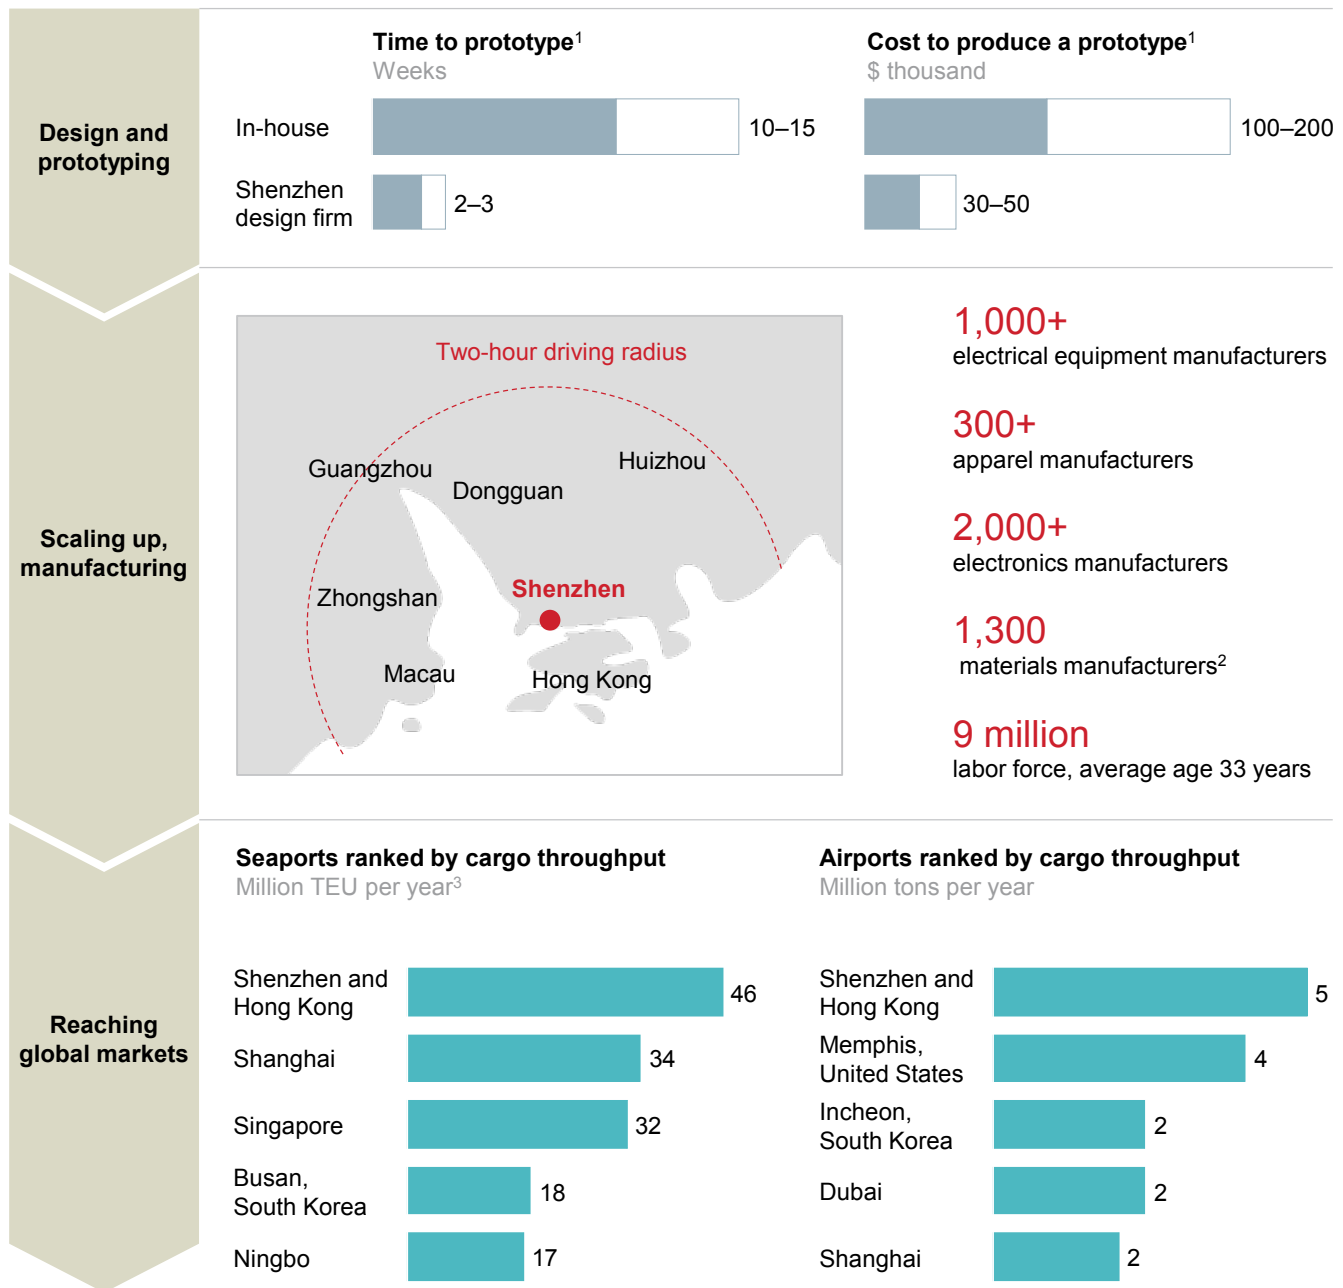 Design and
prototyping
Time to prototype1
Weeks
Cost to produce a prototype1
$ thousand
In-house
10–15
100–200
Shenzhen
design firm
2–3
30–50
Scaling up,
manufacturing
Two-hour driving radius
Guangzhou
Dongguan
Huizhou
Zhongshan
Shenzhen
Macau
Hong Kong
1,000+
electrical equipment manufacturers
300+
apparel manufacturers
2,000+
electronics manufacturers
1,300
materials manufacturers2
9 million
labor force, average age 33 years
Reaching
global markets
Seaports ranked by cargo throughput
Million TEU per year3
Shenzhen and
Hong Kong
46
Shanghai
34
Singapore
32
Busan,
South Korea
18
Ningbo
17
Airports ranked by cargo throughput
Million tons per year
Shenzhen and
Hong Kong
5
Memphis,
United States
4
Incheon,
South Korea
2
Dubai
2
Shanghai
2